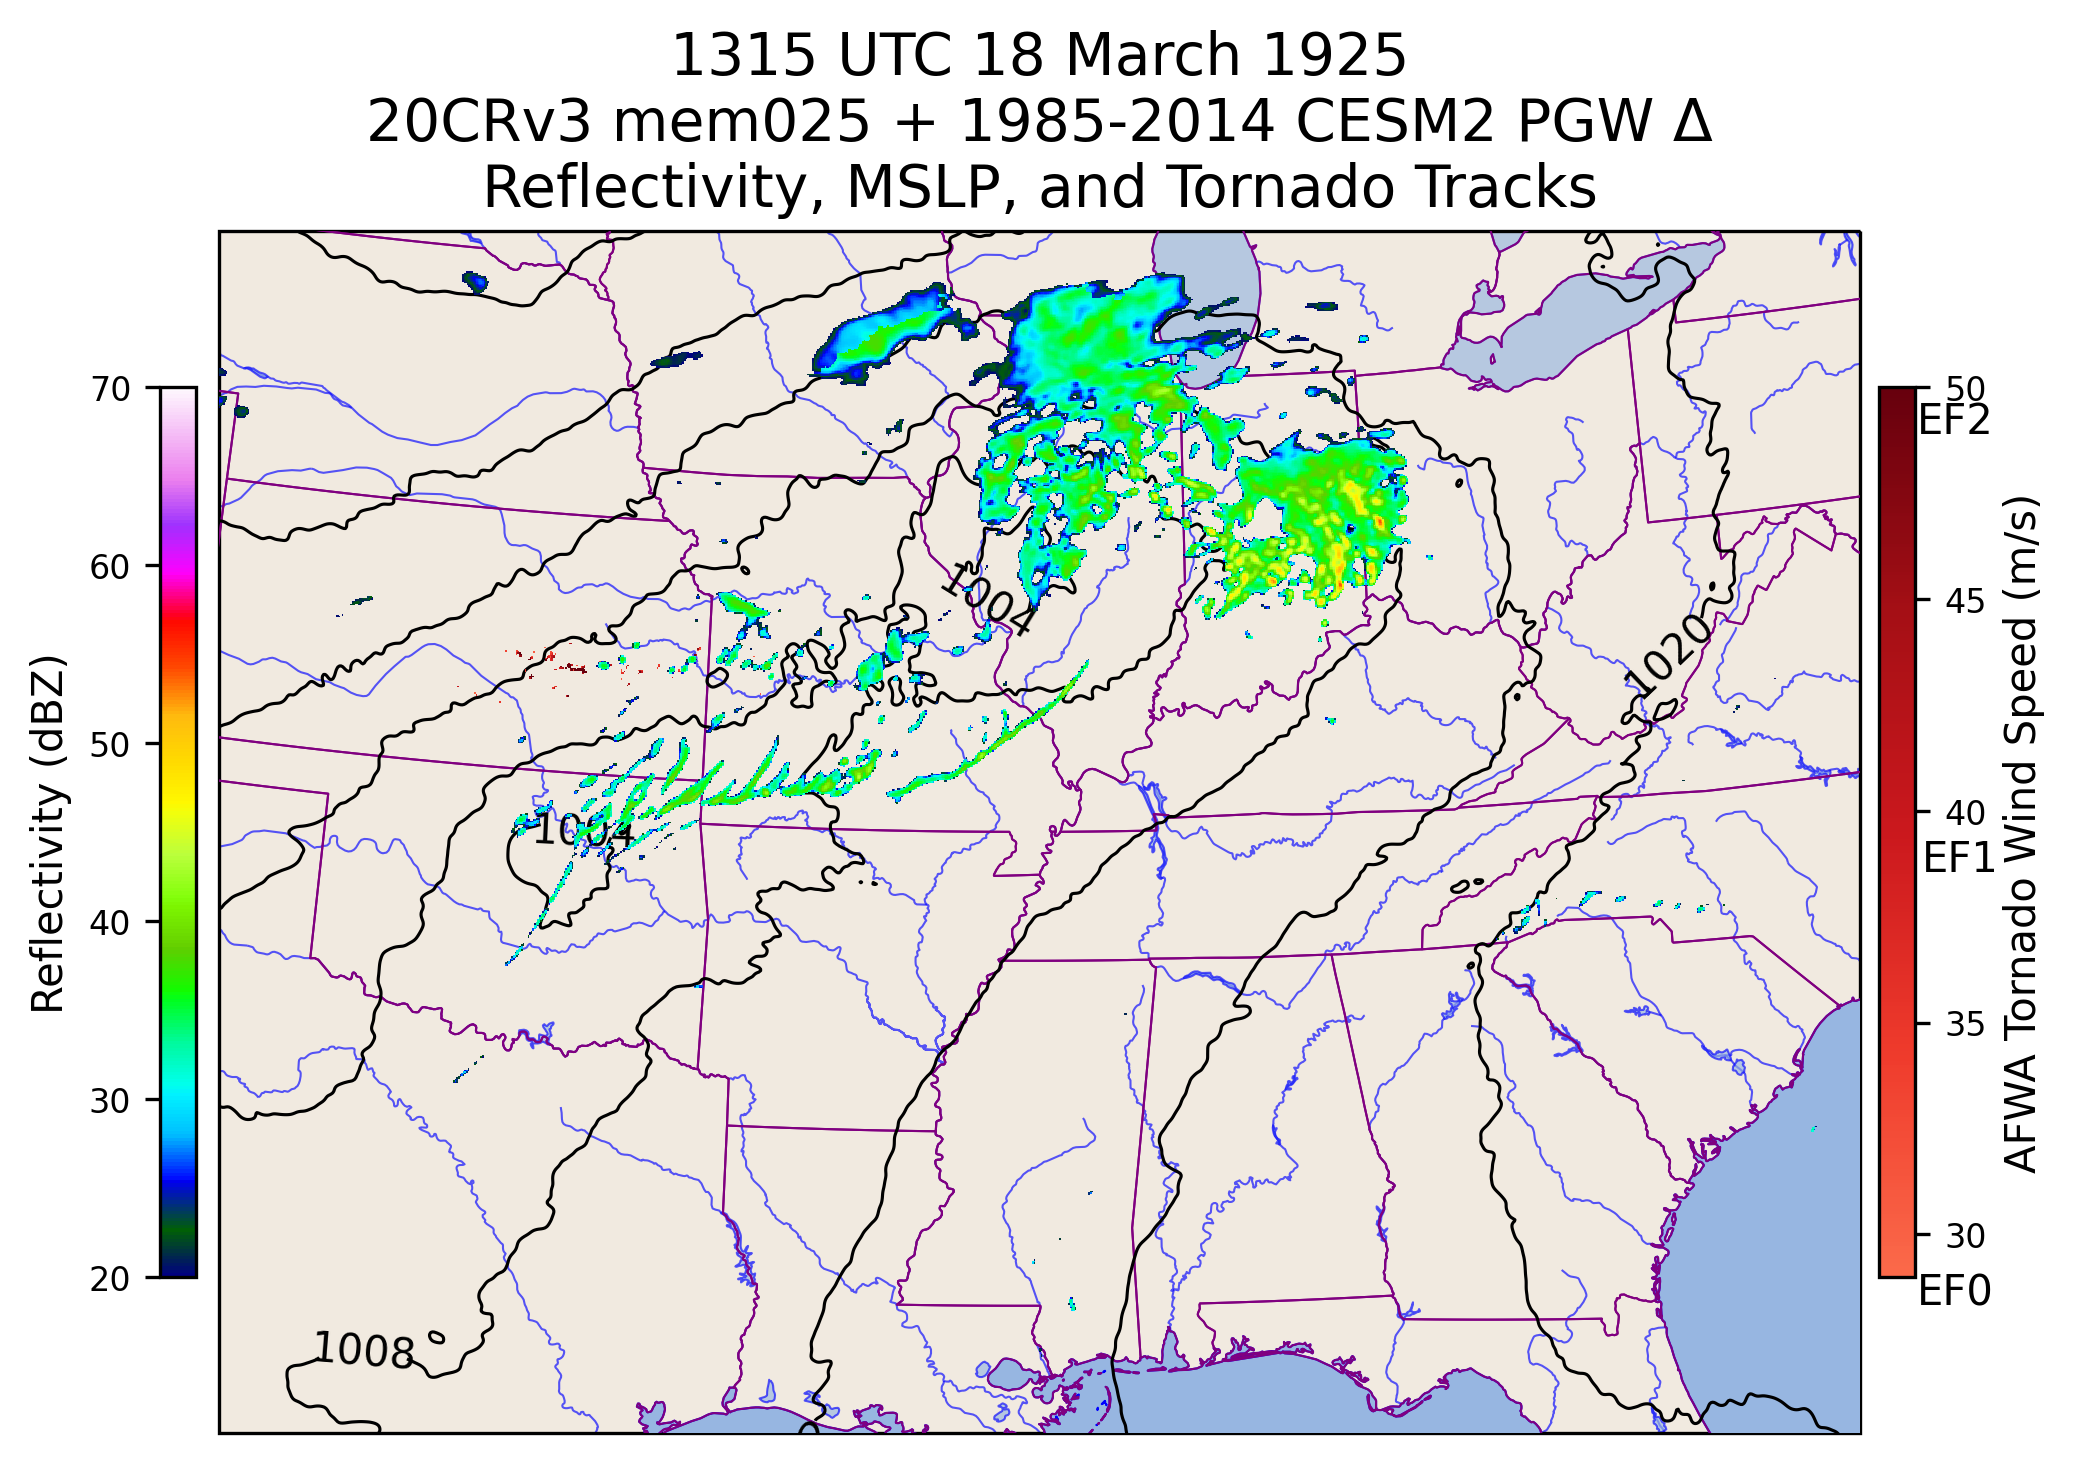 1315 UTC 18 March 1925
20CRv3 mem025 + 1985-2014 CESM2 PGW Δ
Reflectivity, MSLP, and Tornado Tracks
70
60
50
40
30
20
Reflectivity (dBZ)
1004
1020
1004
1008
50
EF2
45
40
EF1
35
30
EF0
AFWA Tornado Wind Speed (m/s)